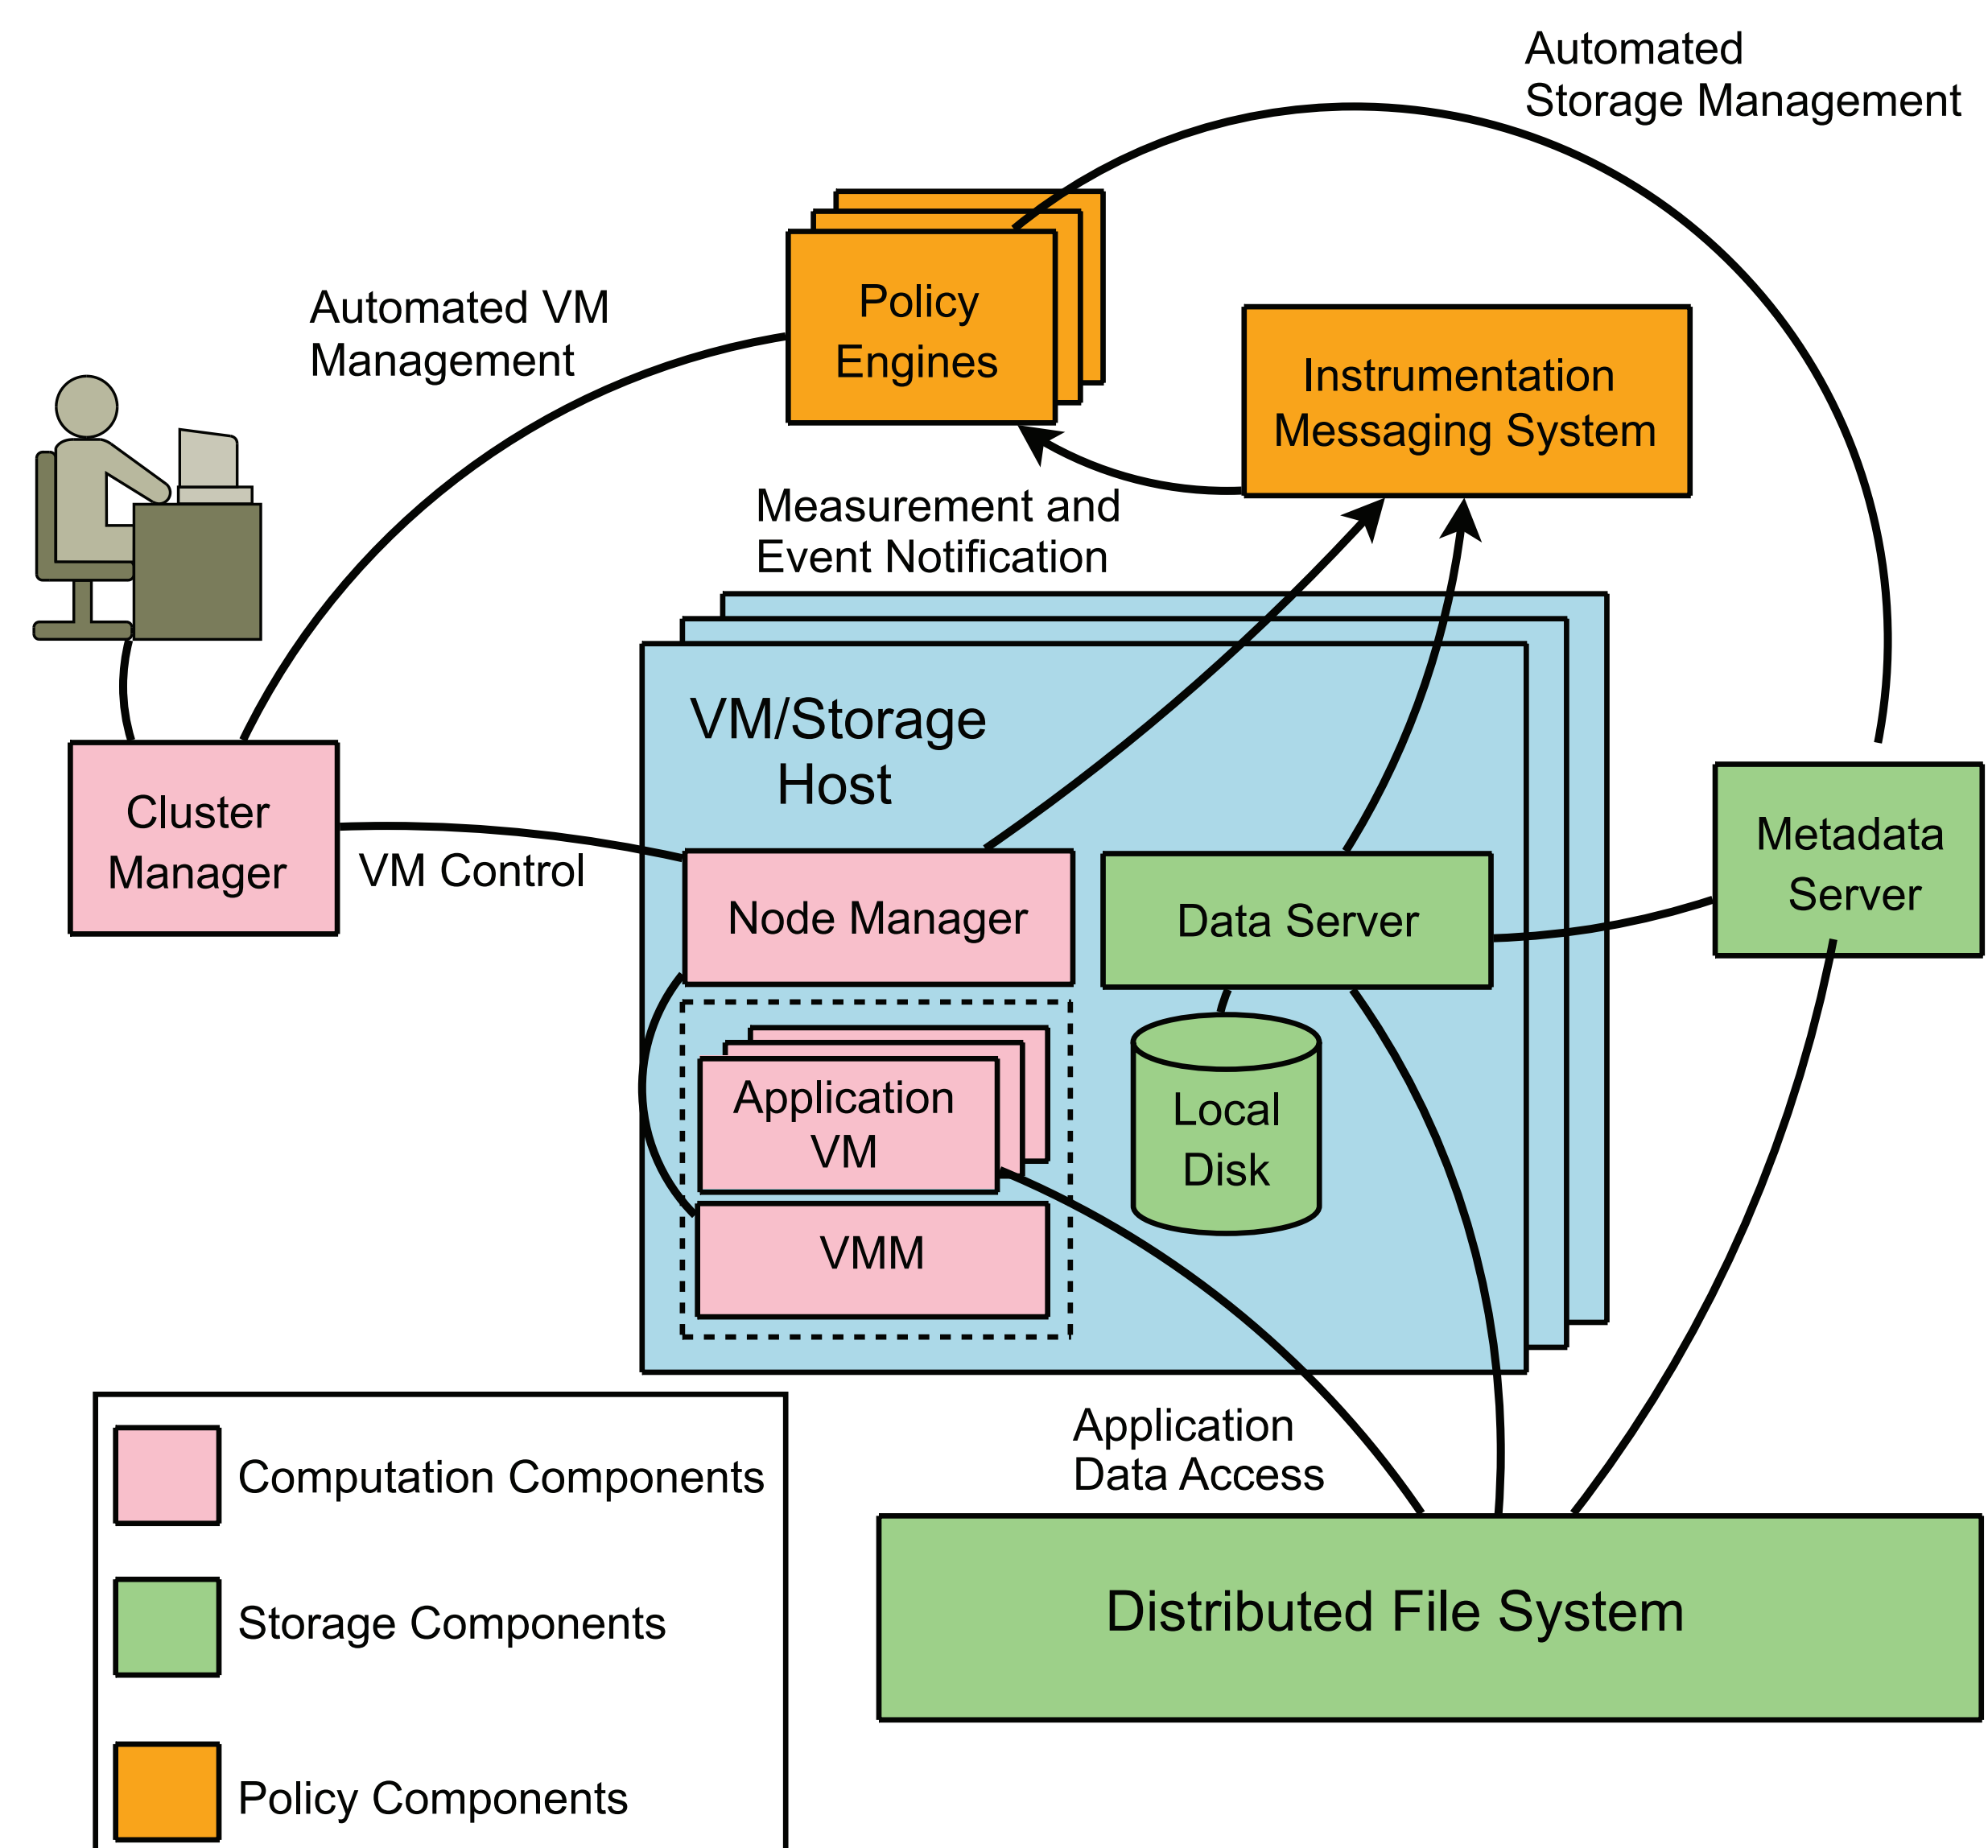 Automated
Storage Management
Automated VM
Management
Policy
Engines
Instrumentation
Messaging System
Measurement and
Event Notification
VM/Storage
Host
Cluster
Manager
VM Control
Node Manager
Data Server
Metadata
Server
Application
VM
Local
Disk
VMM
Application
Data Access
Distributed File System
Computation Components
Storage Components
Policy Components